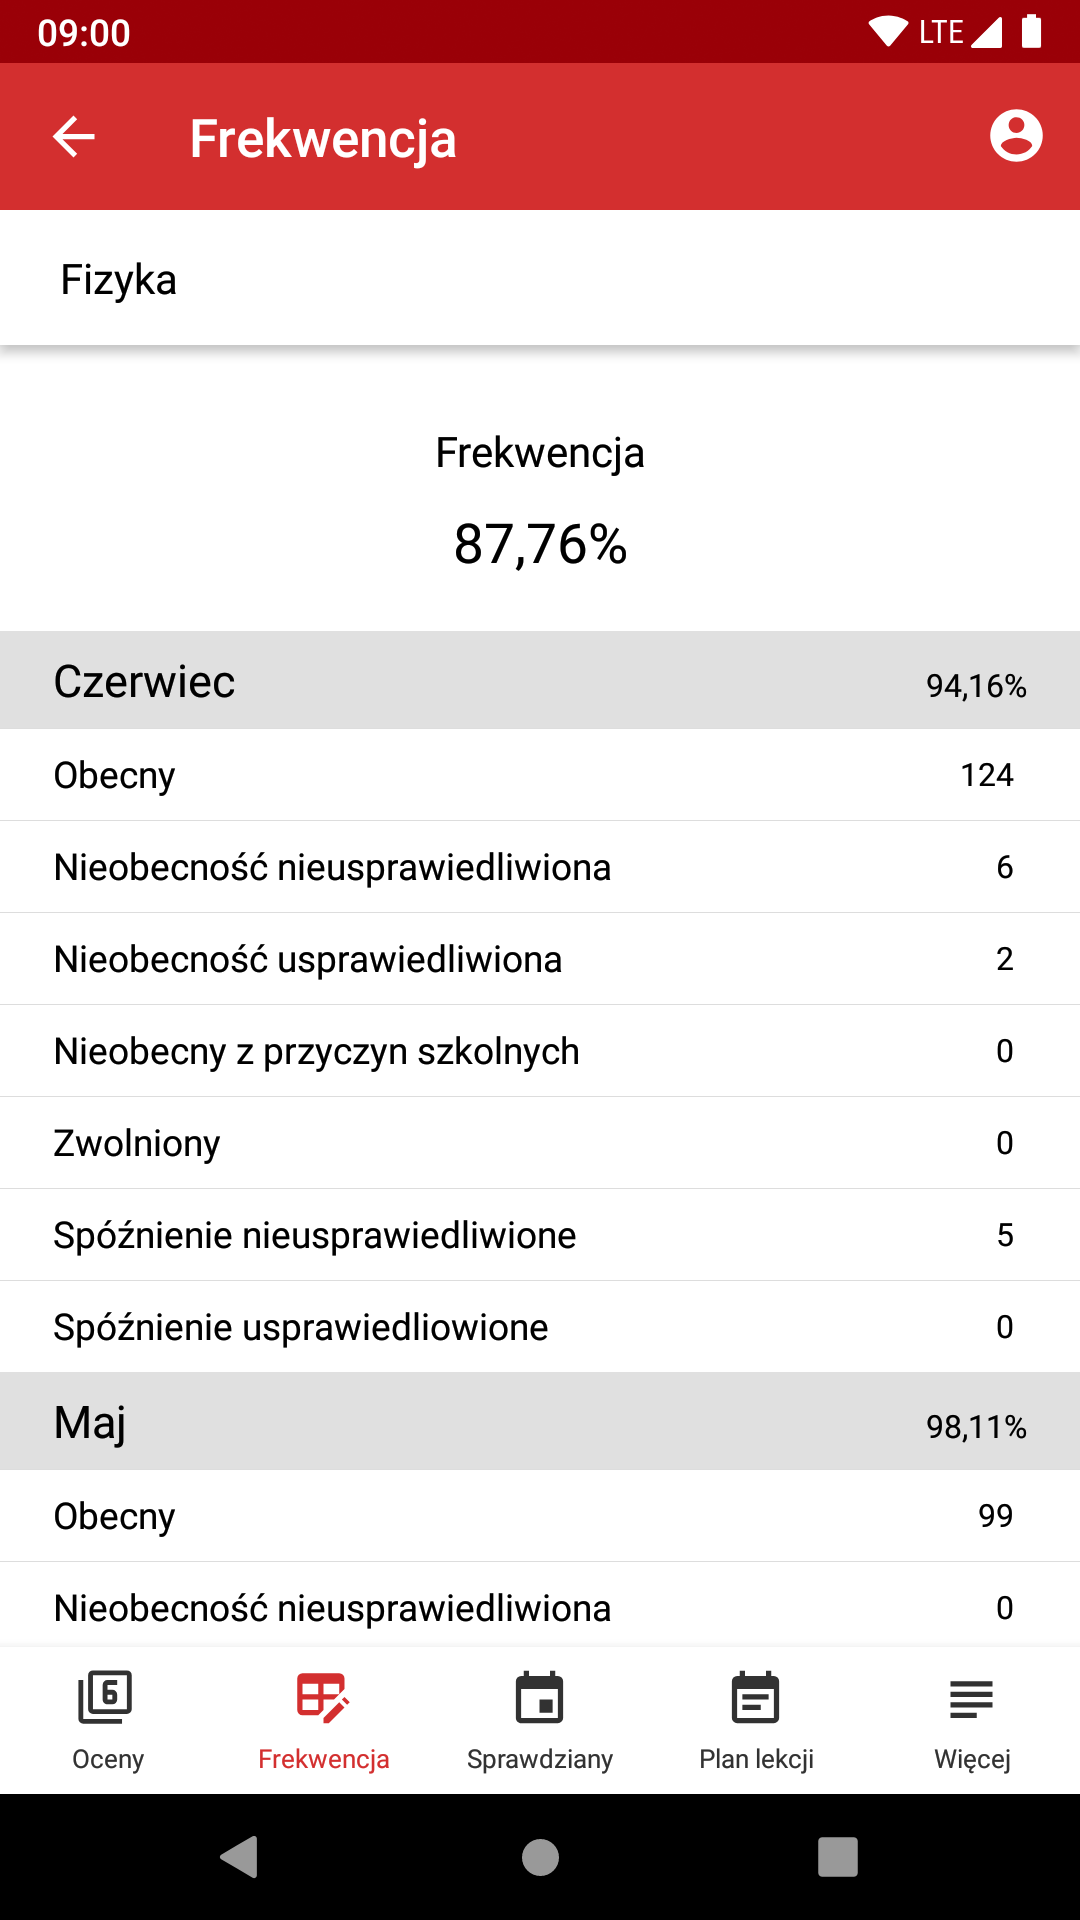 09:00 LTE
Frekwencja
Fizyka
Frekwencja
87,76%
Czerwiec 94,16%
Obecny 124
Nieobecność nieusprawiedliwiona 6
Nieobecność usprawiedliwiona 2
Nieobecny z przyczyn szkolnych 0
Zwolniony 0
Spóźnienie nieusprawiedliwione 5
Spóźnienie usprawiedliowione 0
Maj 98,11%
Obecny 99
Nieobecność nieusprawiedliwiona 0
6
Oceny Frekwencja Sprawdziany Plan lekcji Więcej